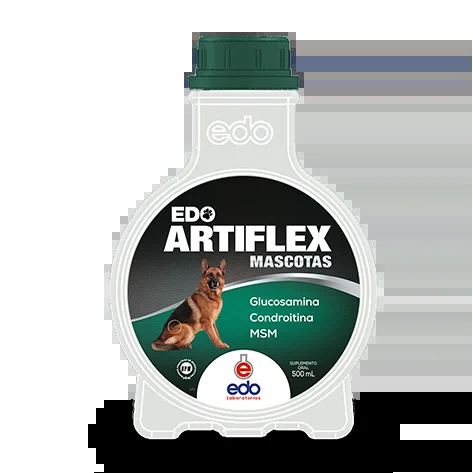 edo
EDO
ARTIFLEX
MASCOTAS
Glucosamina
Condroitina
MSM
SUPLEMENTO
ORAL
500 mL
e
edo
Laboratorios